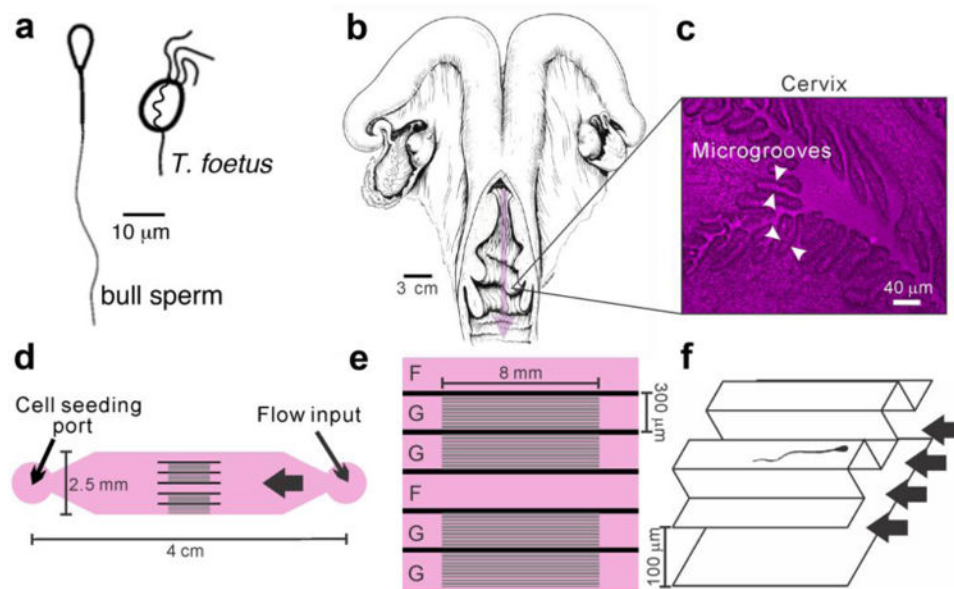 a
T. foetus
10 μm
bull sperm
b
3 cm
c
Cervix
Microgrooves
40 μm
d
Cell seeding
port
Flow input
2.5 mm
4 cm
e
F
8 mm
G
300 μm
G
F
G
G
f
100 μm